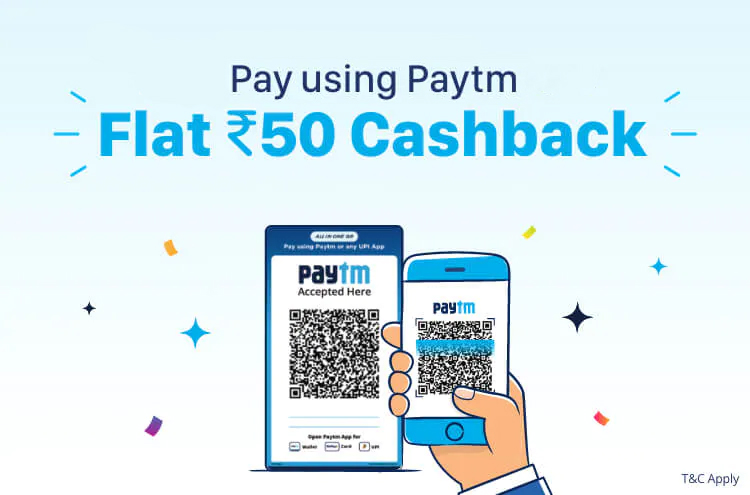 Pay using Paytm
Flat ₹50 Cashback
ALL IN ONE QR
Pay using Paytm or any UPI App
paytm
Accepted Here
paytm
Open Paytm App for
Wallet
Card
UPI
T&C Apply